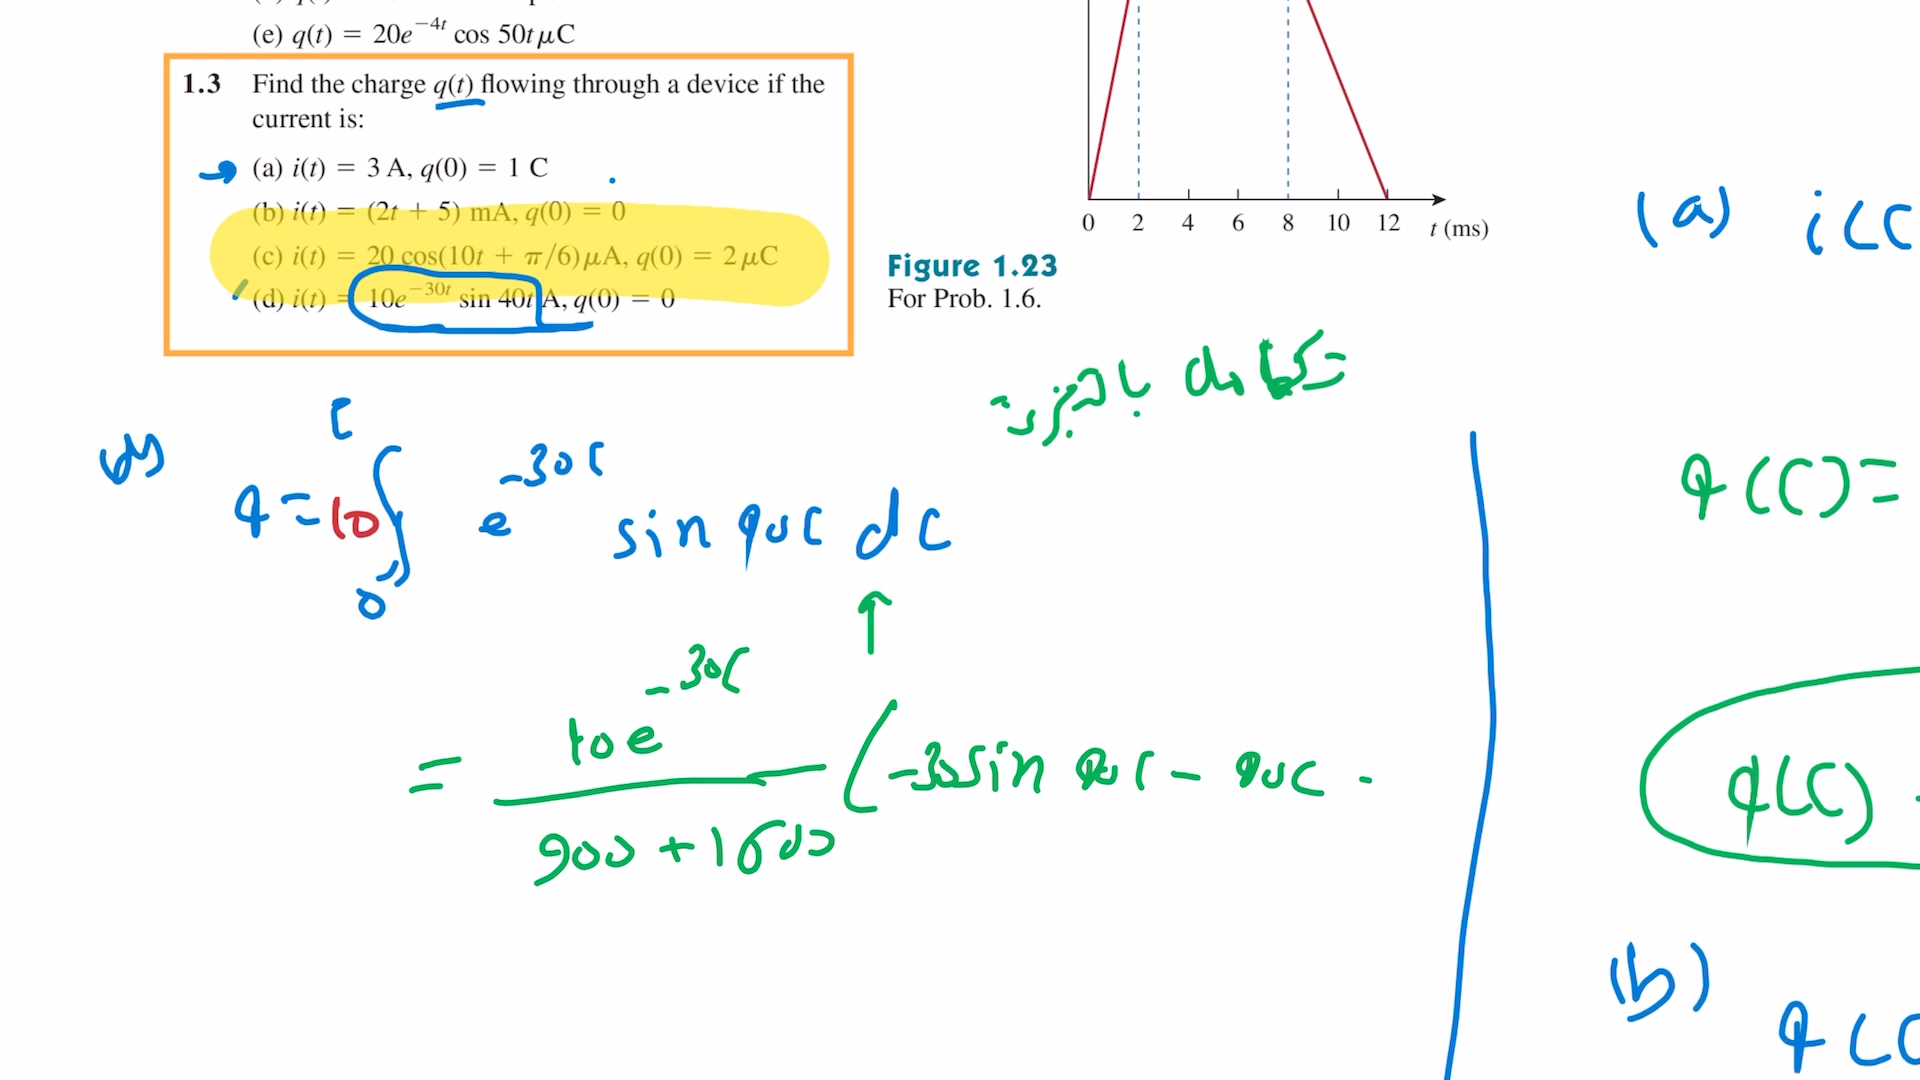 (e) q(t) = 20e^−4t cos 50t μC
1.3 Find the charge q(t) flowing through a device if the
current is:
(a) i(t) = 3 A, q(0) = 1 C
(b) i(t) = (2t + 5) mA, q(0) = 0
(c) i(t) = 20 cos(10t + π/6) μA, q(0) = 2 μC
(d) i(t) = 10e^−30t sin 40t A, q(0) = 0
0 2 4 6 8 10 12 t (ms)
Figure 1.23
For Prob. 1.6.
تكامل بالتجزئة
(d)
q = 10 ∫ e^-30t sin 40t dt
t
0
= 10e^-30t
900 + 1600
(-30 sin 40t - 40t
(a) i(t
q(t) =
q(t)
(b)
q(t